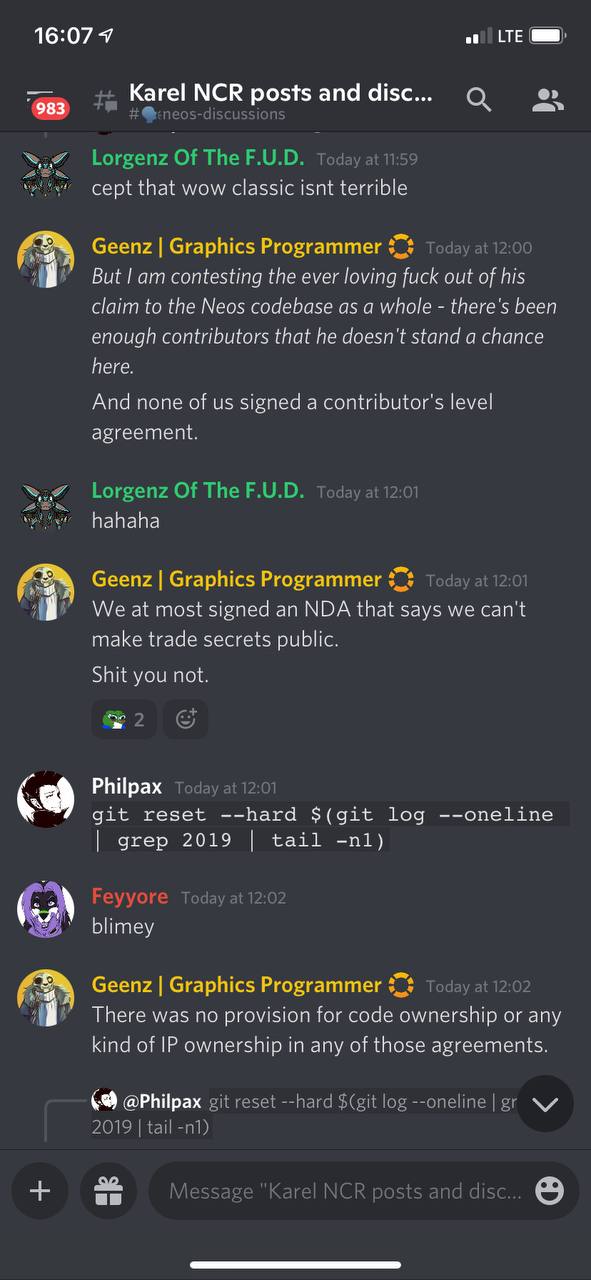 16:07
LTE
983
Karel NCR posts and disc...
#🗣️neos-discussions
Lorgenz Of The F.U.D. Today at 11:59
cept that wow classic isnt terrible
Geenz | Graphics Programmer Today at 12:00
But I am contesting the ever loving fuck out of his
claim to the Neos codebase as a whole - there's been
enough contributors that he doesn't stand a chance
here.
And none of us signed a contributor's level
agreement.
Lorgenz Of The F.U.D. Today at 12:01
hahaha
Geenz | Graphics Programmer Today at 12:01
We at most signed an NDA that says we can't
make trade secrets public.
Shit you not.
2
Philpax Today at 12:01
git reset --hard $(git log --oneline
| grep 2019 | tail -n1)
Feyyore Today at 12:02
blimey
Geenz | Graphics Programmer Today at 12:02
There was no provision for code ownership or any
kind of IP ownership in any of those agreements.
@Philpax git reset --hard $(git log --oneline | gr
2019 | tail -n1)
Message "Karel NCR posts and disc...